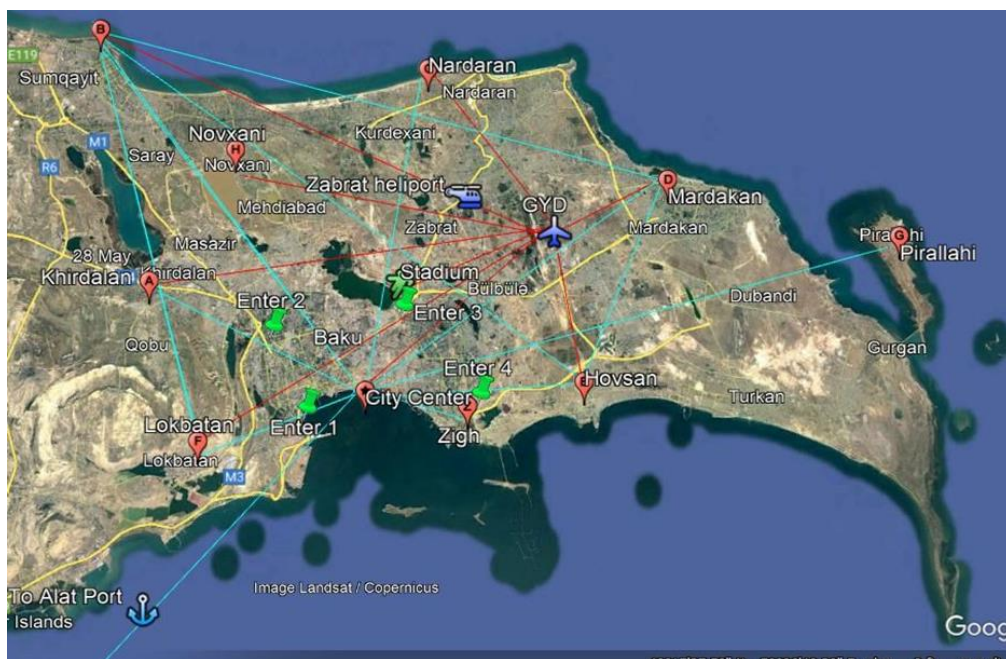 B
E119
Sumqayit
Nardaran
Nardaran
M1
Kurdexani
Novxani
H
Saray
Novxani
R6
Zabrat heliport
D
Mardakan
Mehdiabad
GYD
Zabrat
Mardakan
Masazir
G
Pirallahi
28 May
Khirdalan
Khirdalan
A
Stadium
Bülbülə
Enter 2
Enter 3
Dubandi
Baku
Qobu
Gurgan
Enter 4
Hovsan
City Center
Turkan
Enter 1
Z
Zigh
Lokbatan
F
Lokbatan
M3
Image Landsat / Copernicus
To Alat Port
Islands
Goog